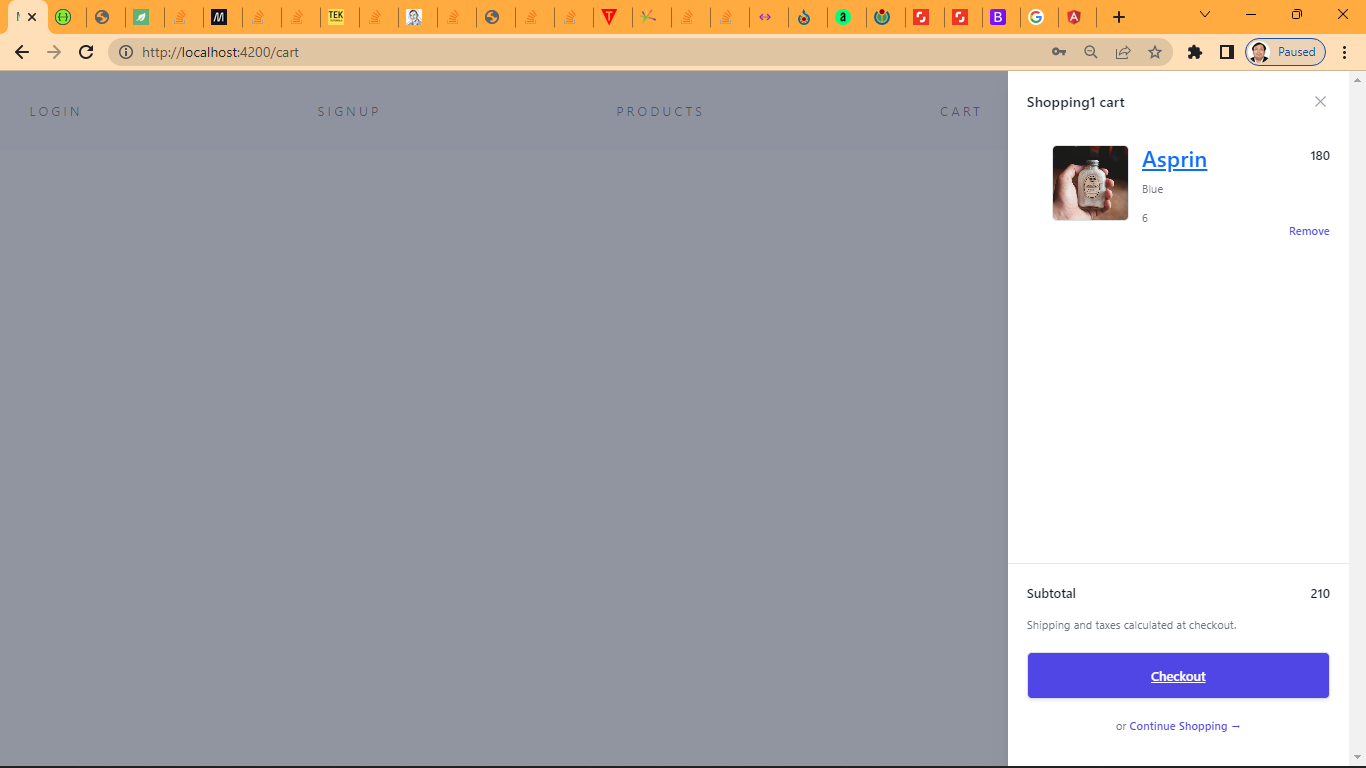 TEK
M
T
a
B
G
A
http://localhost:4200/cart
Paused
LOGIN SIGNUP PRODUCTS CART
Shopping1 cart
Asprin 180
Blue
6
Remove
Subtotal 210
Shipping and taxes calculated at checkout.
Checkout
or Continue Shopping →